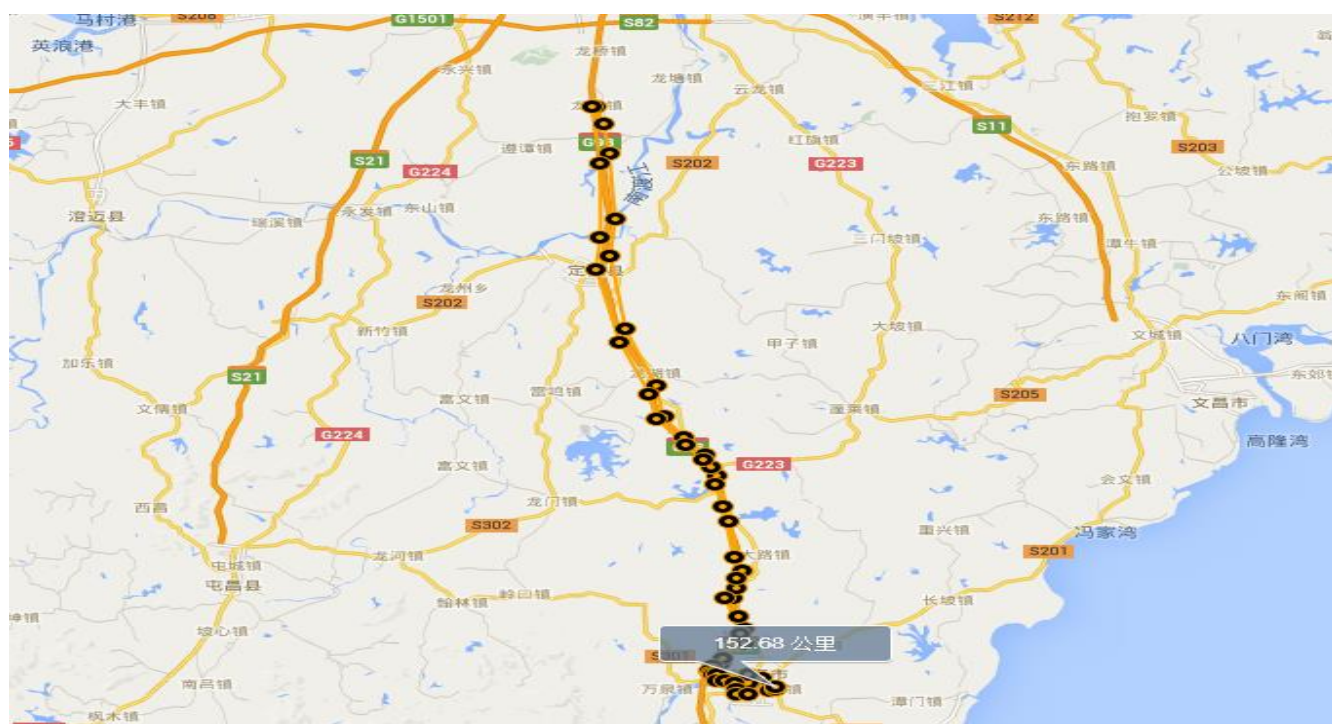 马村港
S208
G1501
S82
S212
英浪港
龙桥镇
永兴镇
龙塘镇
云龙镇
三江镇
大丰镇
抱罗镇
S11
遵谭镇
红旗镇
S203
S21
G224
S202
G223
东路镇
公坡镇
澄迈县
瑞溪镇
永发镇
东山镇
东路镇
三门坡镇
潭牛镇
龙州乡
S202
东阁镇
新竹镇
大坡镇
文城镇
八门湾
加乐镇
甲子镇
S21
东郊镇
雷鸣镇
富文镇
S205
文儒镇
蓬莱镇
文昌市
G224
高隆湾
富文镇
G223
会文镇
西昌
龙门镇
S302
重兴镇
冯家湾
屯城镇
龙河镇
大路镇
S201
屯昌县
岭口镇
翰林镇
长坡镇
坡心镇
152.68 公里
S301
南吕镇
万泉镇
潭门镇
枫木镇